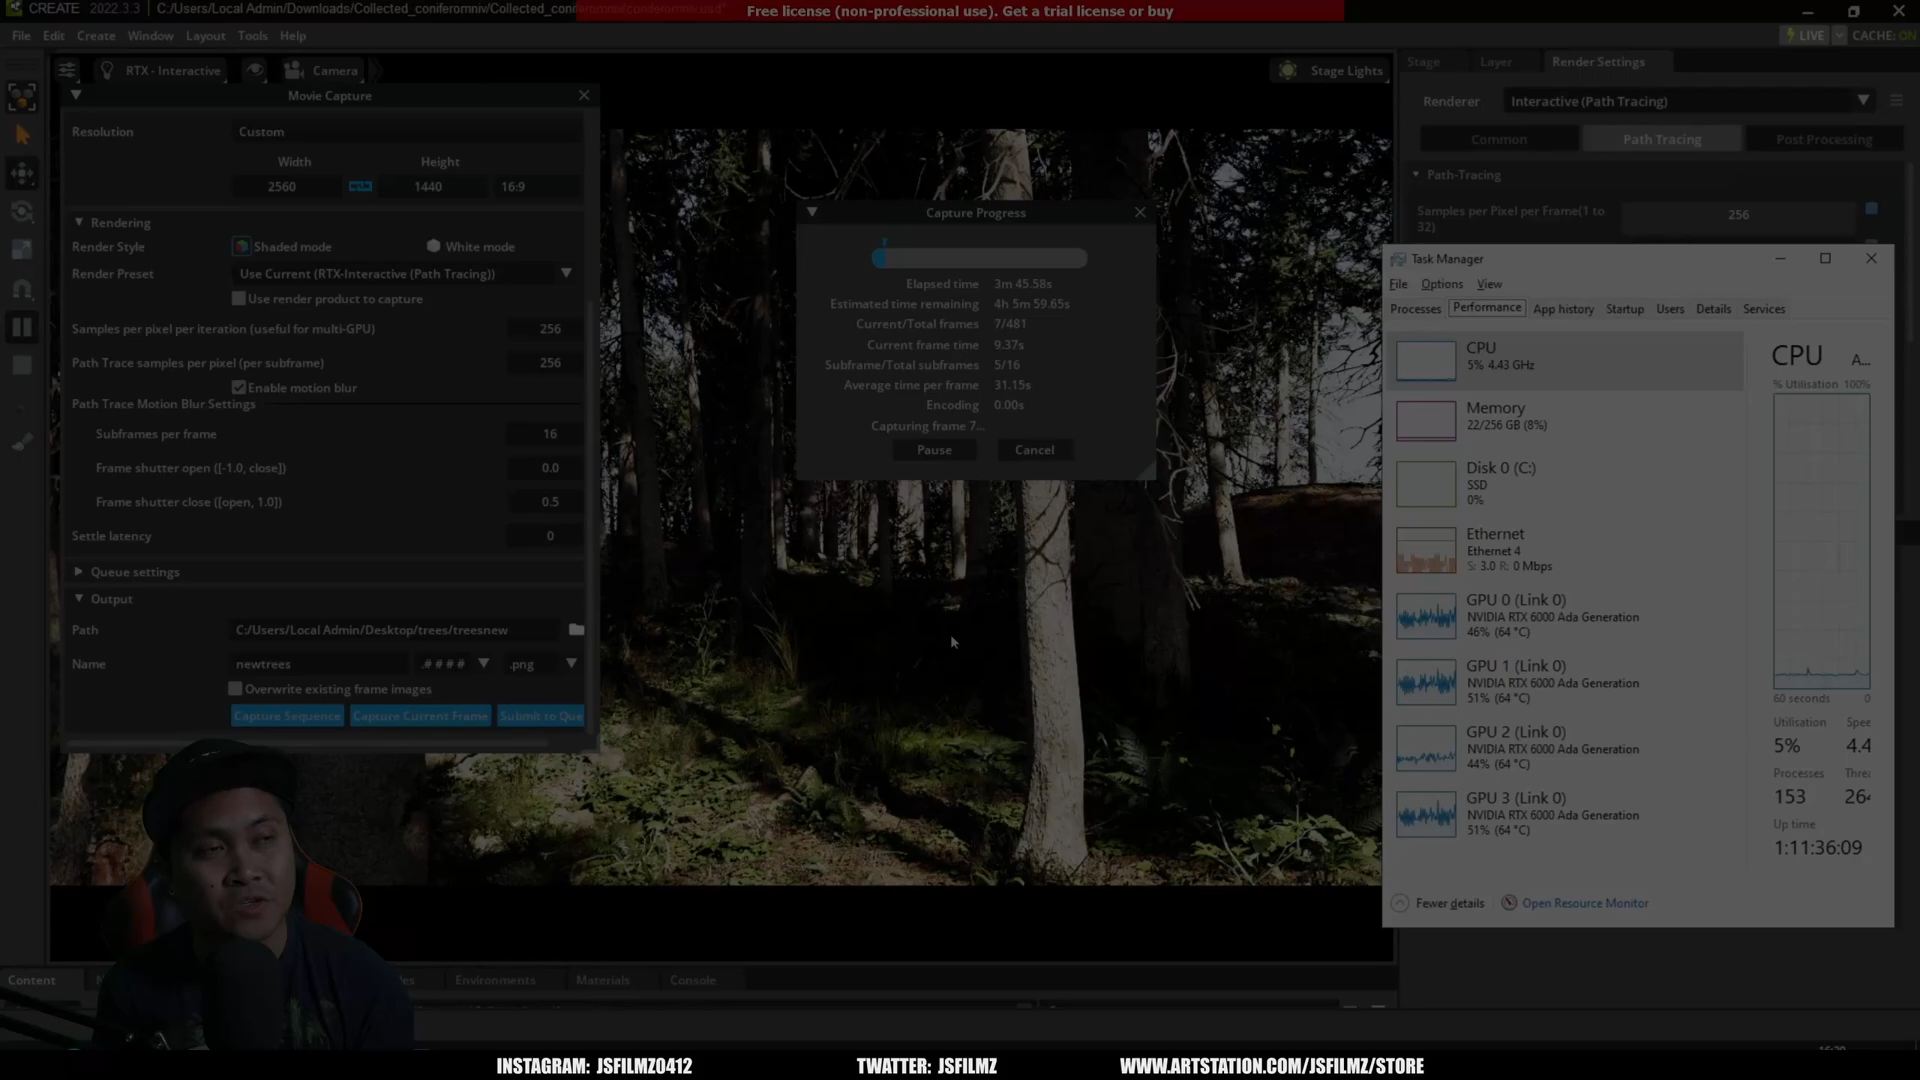 CREATE 2022.3.3 C:/Users/Local Admin/Downloads/Collected_coniferomniv/Collected_coni
Free license (non-professional use). Get a trial license or buy
File Edit Create Window Layout Tools Help
LIVE CACHE: ON
RTX - Interactive Camera Stage Lights
Movie Capture
Resolution Custom
Width Height
2560 1440 16:9
Rendering
Render Style Shaded mode White mode
Render Preset Use Current (RTX-Interactive (Path Tracing))
Use render product to capture
Samples per pixel per iteration (useful for multi-GPU) 256
Path Trace samples per pixel (per subframe) 256
Enable motion blur
Path Trace Motion Blur Settings
Subframes per frame 16
Frame shutter open ([-1.0, close]) 0.0
Frame shutter close ([open, 1.0]) 0.5
Settle latency 0
Queue settings
Output
Path C:/Users/Local Admin/Desktop/trees/treesnew
Name newtrees .#### .png
Overwrite existing frame images
Capture Sequence Capture Current Frame Submit to Que
Capture Progress
Elapsed time 3m 45.58s
Estimated time remaining 4h 5m 59.65s
Current/Total frames 7/481
Current frame time 9.37s
Subframe/Total subframes 5/16
Average time per frame 31.15s
Encoding 0.00s
Capturing frame 7...
Pause Cancel
Stage Layer Render Settings
Renderer Interactive (Path Tracing)
Common Path Tracing Post Processing
Path-Tracing
Samples per Pixel per Frame(1 to 32) 256
Task Manager
File Options View
Processes Performance App history Startup Users Details Services
CPU
5% 4.43 GHz
Memory
22/256 GB (8%)
Disk 0 (C:)
SSD
0%
Ethernet
Ethernet 4
S: 3.0 R: 0 Mbps
GPU 0 (Link 0)
NVIDIA RTX 6000 Ada Generation
46% (64 °C)
GPU 1 (Link 0)
NVIDIA RTX 6000 Ada Generation
51% (64 °C)
GPU 2 (Link 0)
NVIDIA RTX 6000 Ada Generation
44% (64 °C)
GPU 3 (Link 0)
NVIDIA RTX 6000 Ada Generation
51% (64 °C)
CPU A...
% Utilisation 100%
60 seconds 0
Utilisation Spee
5% 4.4
Processes Threa
153 264
Up time
1:11:36:09
Fewer details Open Resource Monitor
Content Environments Materials Console
INSTAGRAM: JSFILMZ0412 TWATTER: JSFILMZ WWW.ARTSTATION.COM/JSFILMZ/STORE